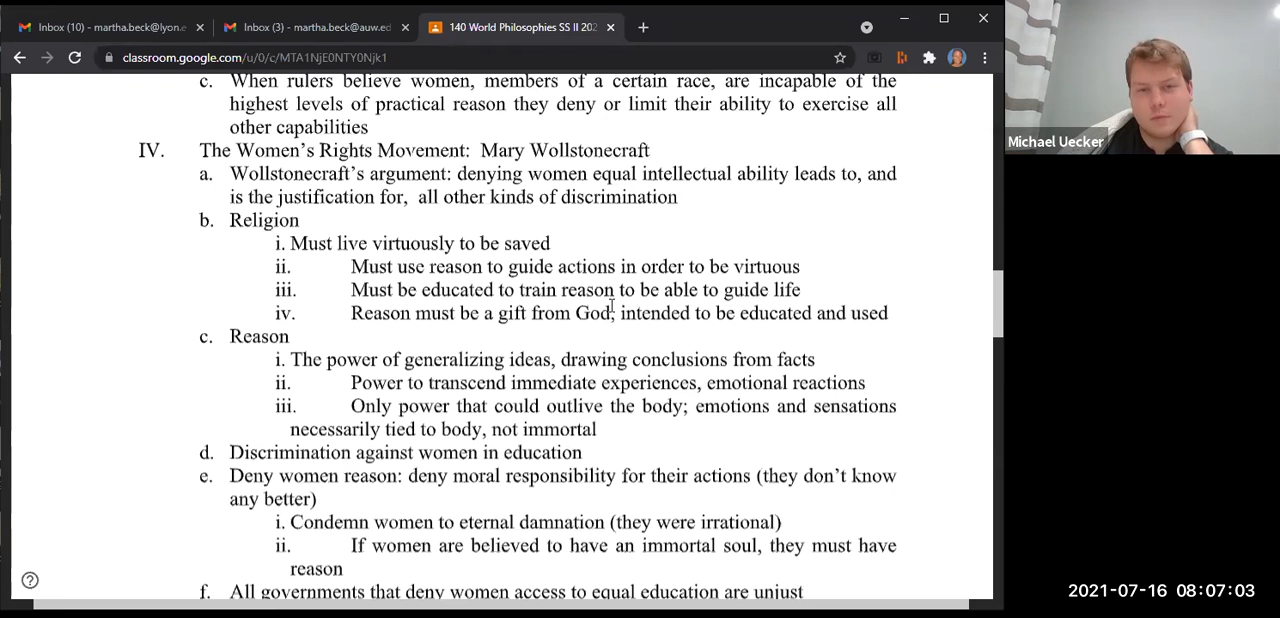 Inbox (10) - martha.beck@lyon.e
Inbox (3) - martha.beck@auw.ed
140 World Philosophies SS II 202
classroom.google.com/u/0/c/MTA1NjE0NTY0Njk1
c. When rulers believe women, members of a certain race, are incapable of the
highest levels of practical reason they deny or limit their ability to exercise all
other capabilities
IV. The Women's Rights Movement: Mary Wollstonecraft
a. Wollstonecraft's argument: denying women equal intellectual ability leads to, and
is the justification for, all other kinds of discrimination
b. Religion
i. Must live virtuously to be saved
ii. Must use reason to guide actions in order to be virtuous
iii. Must be educated to train reason to be able to guide life
iv. Reason must be a gift from God; intended to be educated and used
c. Reason
i. The power of generalizing ideas, drawing conclusions from facts
ii. Power to transcend immediate experiences, emotional reactions
iii. Only power that could outlive the body; emotions and sensations
necessarily tied to body, not immortal
d. Discrimination against women in education
e. Deny women reason: deny moral responsibility for their actions (they don't know
any better)
i. Condemn women to eternal damnation (they were irrational)
ii. If women are believed to have an immortal soul, they must have
reason
f. All governments that deny women access to equal education are unjust
Michael Uecker
2021-07-16 08:07:03